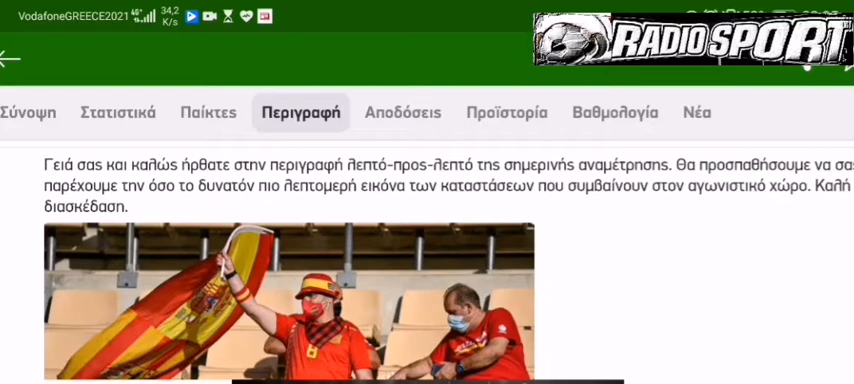 VodafoneGREECE2021 4G+ 34,2
K/s
RADIO SPORT
Σύνοψη Στατιστικά Παίκτες Περιγραφή Αποδόσεις Προϊστορία Βαθμολογία Νέα
Γειά σας και καλώς ήρθατε στην περιγραφή λεπτό-προς-λεπτό της σημερινής αναμέτρησης. Θα προσπαθήσουμε να σας
παρέχουμε την όσο το δυνατόν πιο λεπτομερή εικόνα των καταστάσεων που συμβαίνουν στον αγωνιστικό χώρο. Καλή
διασκέδαση.
8